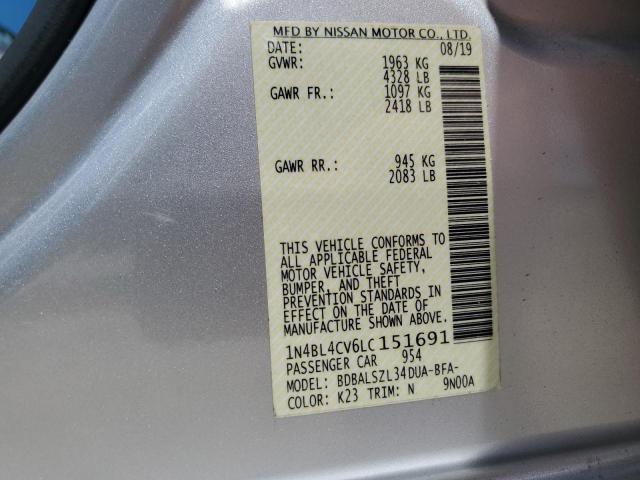 MFD BY NISSAN MOTOR CO., LTD.
DATE: 08/19
GVWR: 1963 KG
4328 LB
GAWR FR.: 1097 KG
2418 LB
GAWR RR.: 945 KG
2083 LB
THIS VEHICLE CONFORMS TO
ALL APPLICABLE FEDERAL
MOTOR VEHICLE SAFETY,
BUMPER, AND THEFT
PREVENTION STANDARDS IN
EFFECT ON THE DATE OF
MANUFACTURE SHOWN ABOVE.
1N4BL4CV6LC151691
PASSENGER CAR 954
MODEL: BDBALSZL34DUA-BFA-
COLOR: K23 TRIM: N 9N00A